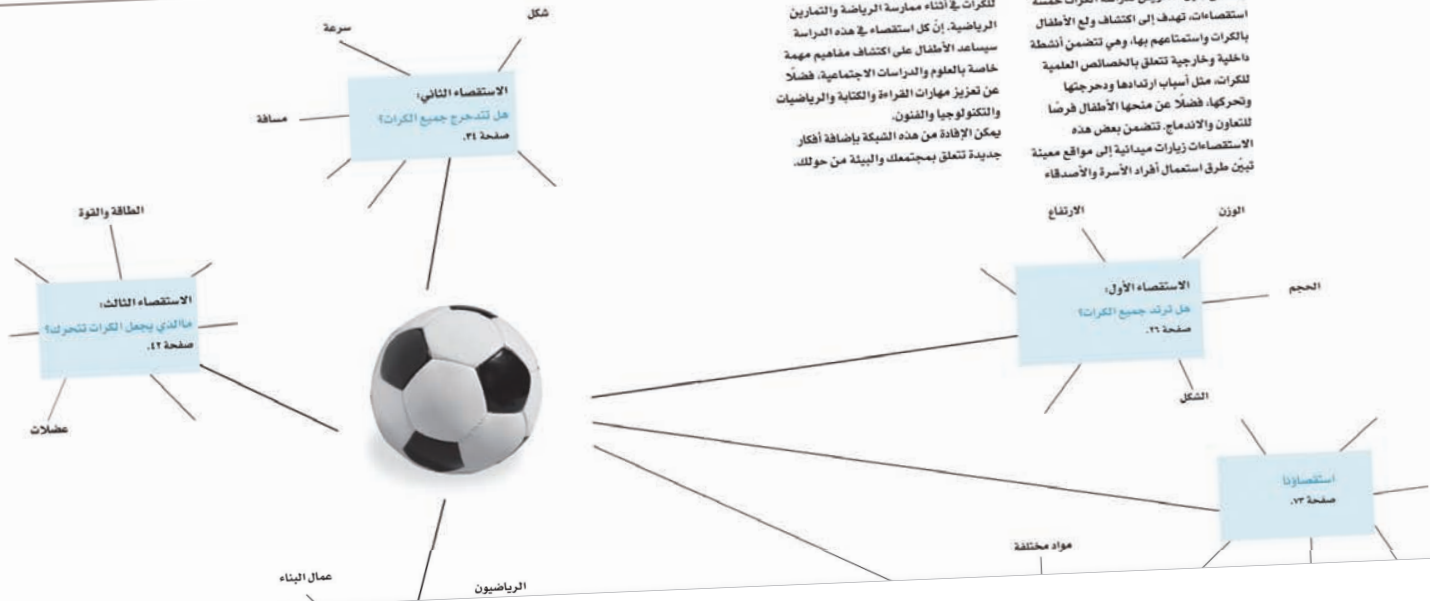 استقصاءات، تهدف إلى اكتشاف ولع الأطفال
بالكرات واستمتاعهم بها، وهي تتضمن أنشطة
داخلية وخارجية تتعلق بالخصائص العلمية
للكرات، مثل أسباب ارتدادها ودحرجتها
وتحركها، فضلًا عن منحها الأطفال فرصًا
للتعاون والاندماج. تتضمن بعض هذه
الاستقصاءات زيارات ميدانية إلى مواقع معينة
تبيّن طرق استعمال أفراد الأسرة والأصدقاء
للكرات في أثناء ممارسة الرياضة والتمارين
الرياضية. إنّ كل استقصاء في هذه الدراسة
سيساعد الأطفال على اكتشاف مفاهيم مهمة
خاصة بالعلوم والدراسات الاجتماعية، فضلًا
عن تعزيز مهارات القراءة والكتابة والرياضيات
والتكنولوجيا والفنون.
يمكن الإفادة من هذه الشبكة بإضافة أفكار
جديدة تتعلق بمجتمعك والبيئة من حولك.
شكل
سرعة
مسافة
الاستقصاء الثاني:
هل تتدحرج جميع الكرات؟
صفحة ٣٤.
الوزن
الارتفاع
الحجم
الاستقصاء الأول:
هل ترتد جميع الكرات؟
صفحة ٢٦.
الشكل
الطاقة والقوة
الاستقصاء الثالث:
ما الذي يجعل الكرات تتحرك؟
صفحة ٤٢.
عضلات
استقصاؤنا
صفحة ٧٣.
مواد مختلفة
الرياضيون
عمال البناء